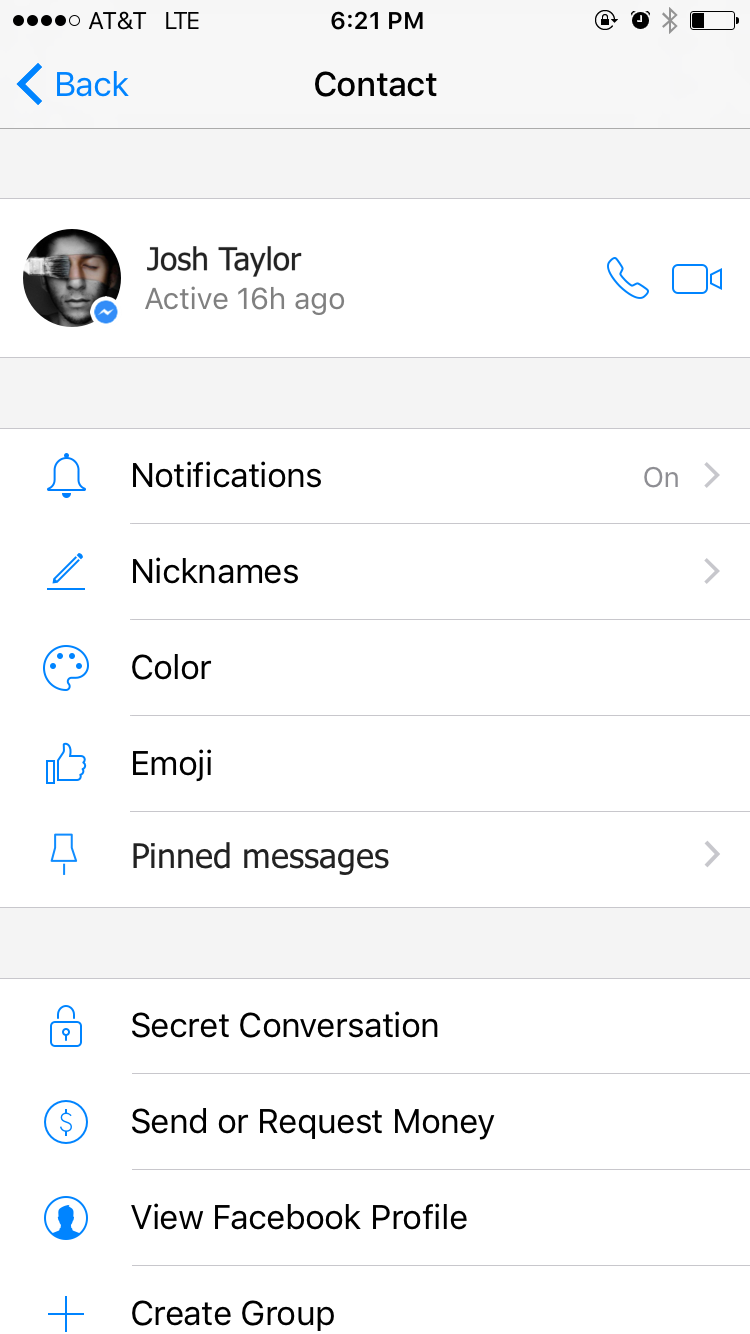 AT&T LTE 6:21 PM
Back Contact
Josh Taylor
Active 16h ago
Notifications On
Nicknames
Color
Emoji
Pinned messages
Secret Conversation
Send or Request Money
View Facebook Profile
Create Group